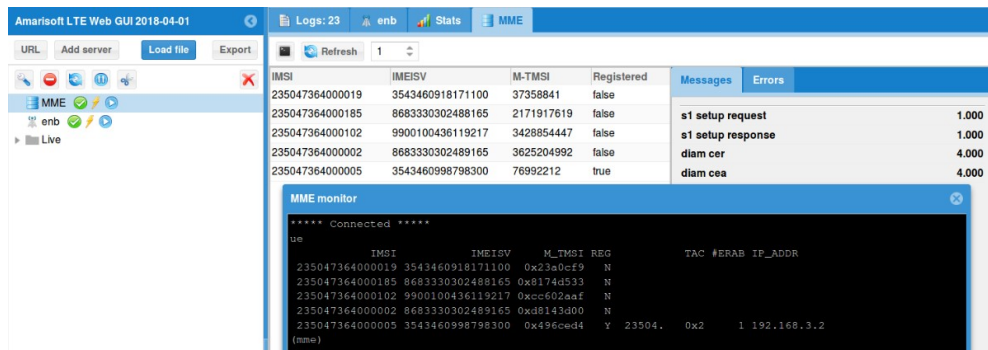 Amarisoft LTE Web GUI 2018-04-01
Logs: 23 enb Stats MME
URL Add server Load file Export
Refresh 1
MME
enb
Live
IMSI IMEISV M-TMSI Registered
235047364000019 3543460918171100 37358841 false
235047364000185 8683330302488165 2171917619 false
235047364000102 9900100436119217 3428854447 false
235047364000002 8683330302489165 3625204992 false
235047364000005 3543460998798300 76992212 true
Messages Errors
s1 setup request 1.000
s1 setup response 1.000
diam cer 4.000
diam cea 4.000
MME monitor
***** Connected *****
ue
IMSI IMEISV M_TMSI REG TAC #ERAB IP_ADDR
235047364000019 3543460918171100 0x23a0cf9 N
235047364000185 8683330302488165 0x8174d533 N
235047364000102 9900100436119217 0xcc602aaf N
235047364000002 8683330302489165 0xd8143d00 N
235047364000005 3543460998798300 0x496ced4 Y 23504. 0x2 1 192.168.3.2
(mme)